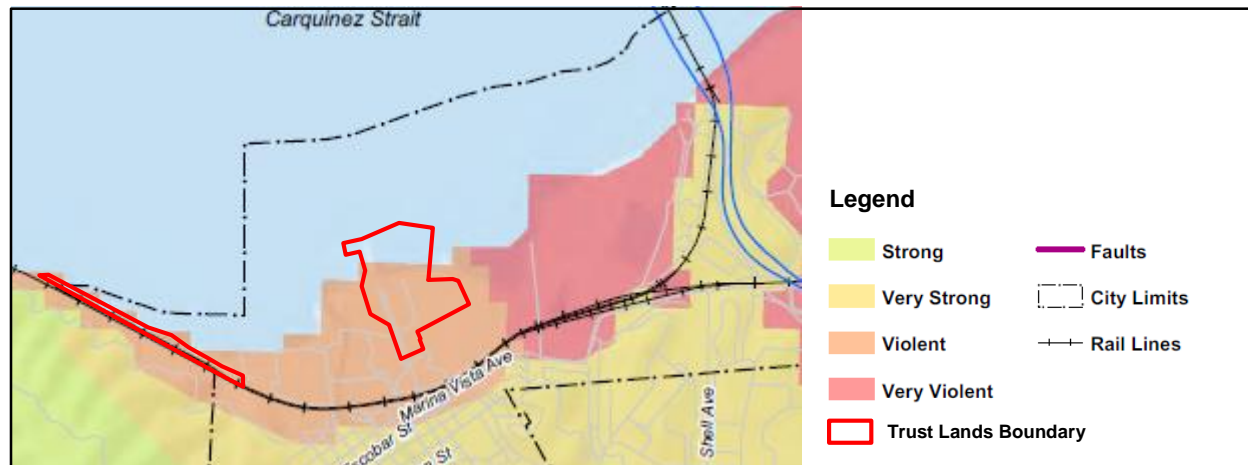 Carquinez Strait
Marina Vista Ave
Escobar St
St
Shell Ave
Legend
Strong
Faults
Very Strong
City Limits
Violent
Rail Lines
Very Violent
Trust Lands Boundary